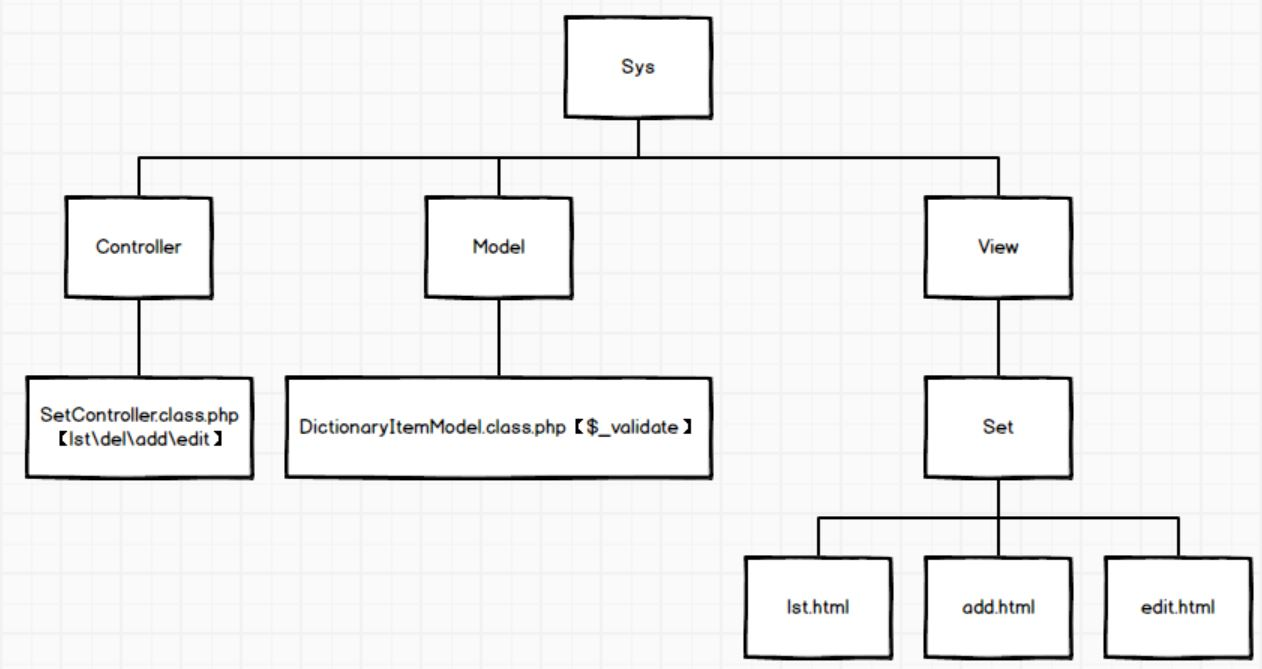 Sys
Controller
Model
View
SetController.class.php
【lst\del\add\edit】
DictionaryItemModel.class.php【$_validate】
Set
lst.html
add.html
edit.html